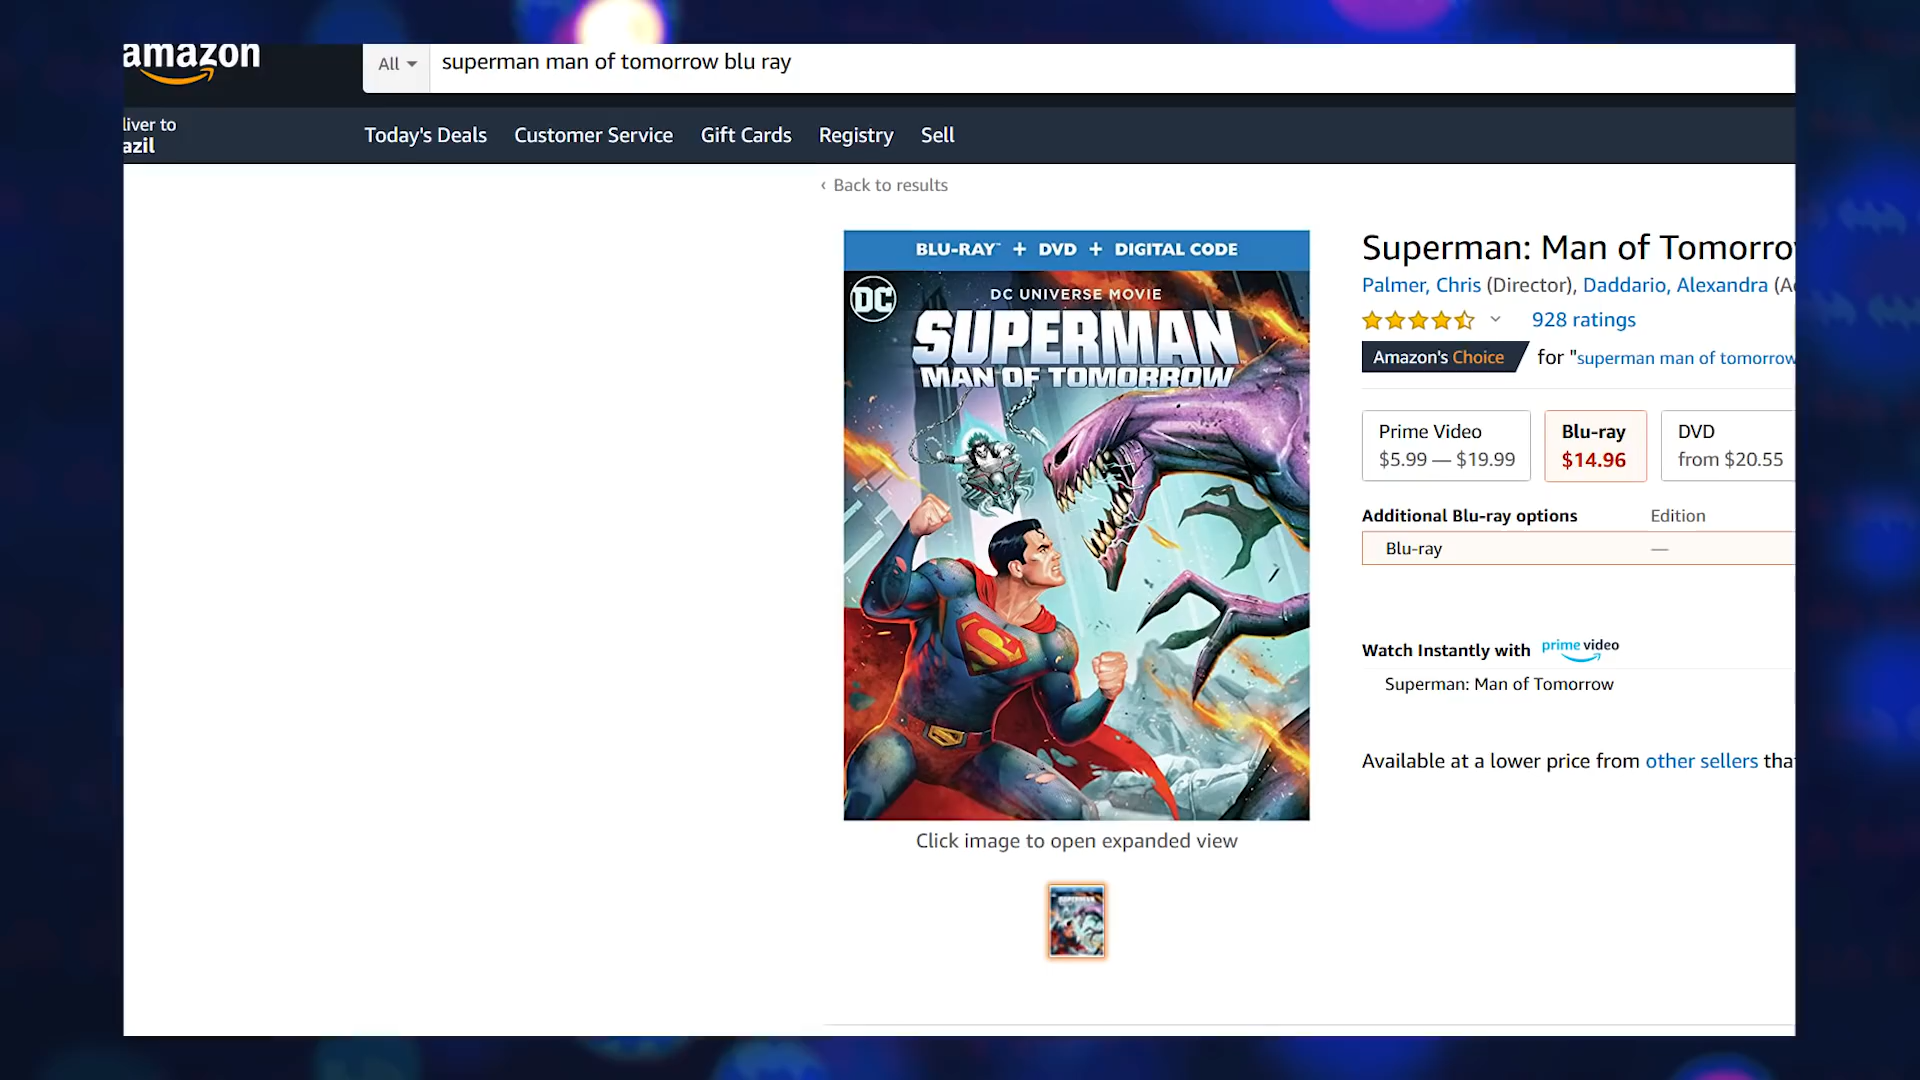 amazon
All superman man of tomorrow blu ray
liver to
azil
Today's Deals Customer Service Gift Cards Registry Sell
‹ Back to results
BLU-RAY™ + DVD + DIGITAL CODE
DC
DC UNIVERSE MOVIE
SUPERMAN
MAN OF TOMORROW
Click image to open expanded view
Superman: Man of Tomorro
Palmer, Chris (Director), Daddario, Alexandra (A
928 ratings
Amazon's Choice for "superman man of tomorrow
Prime Video
$5.99 — $19.99
Blu-ray
$14.96
DVD
from $20.55
Additional Blu-ray options Edition
Blu-ray —
Watch Instantly with prime video
Superman: Man of Tomorrow
Available at a lower price from other sellers tha